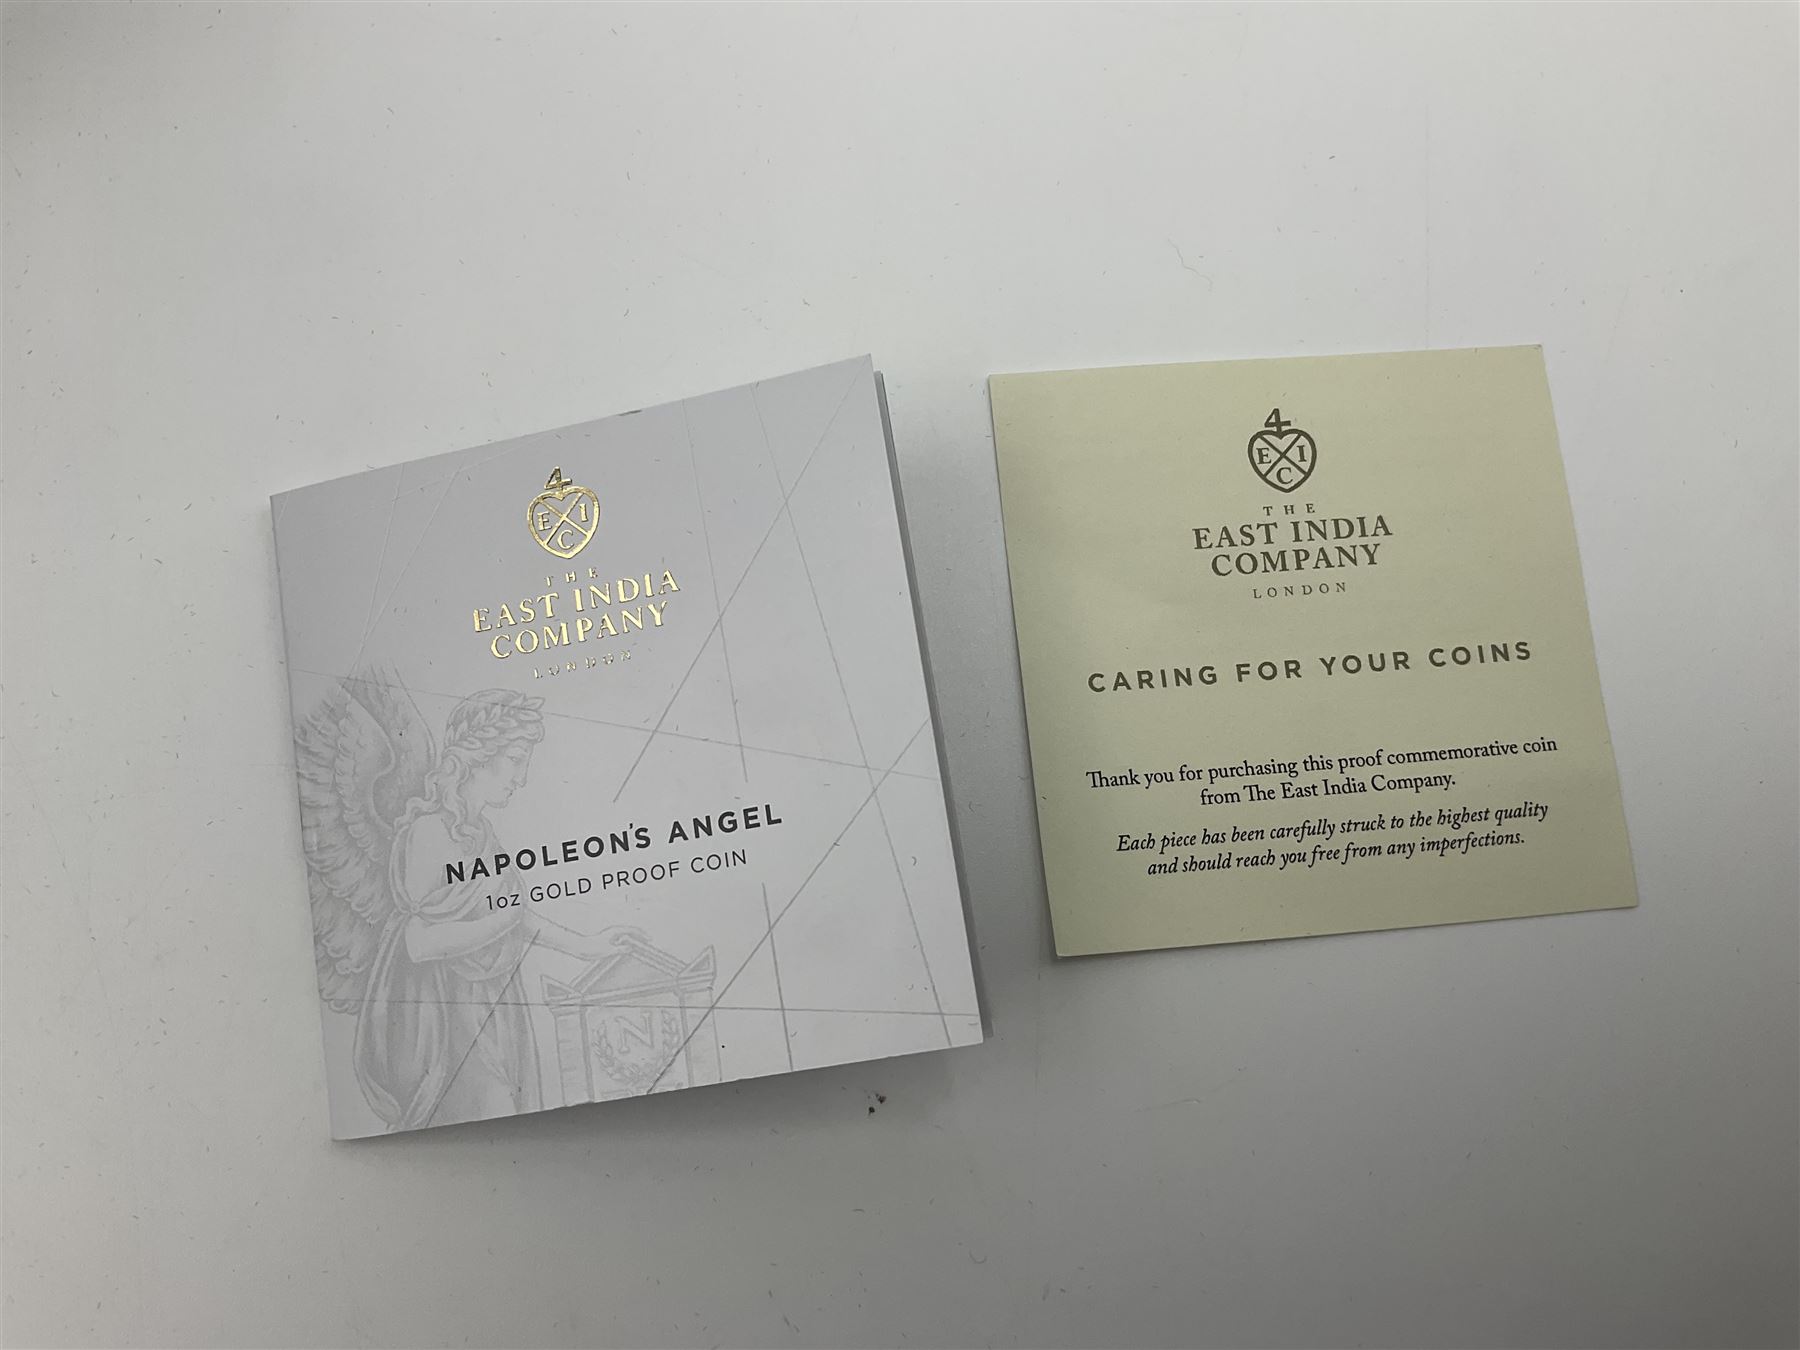 4
E I
C
THE
EAST INDIA
COMPANY
LONDON
NAPOLEON'S ANGEL
1oz GOLD PROOF COIN
N
4
E I
C
THE
EAST INDIA
COMPANY
LONDON
CARING FOR YOUR COINS
Thank you for purchasing this proof commemorative coin
from The East India Company.
Each piece has been carefully struck to the highest quality
and should reach you free from any imperfections.